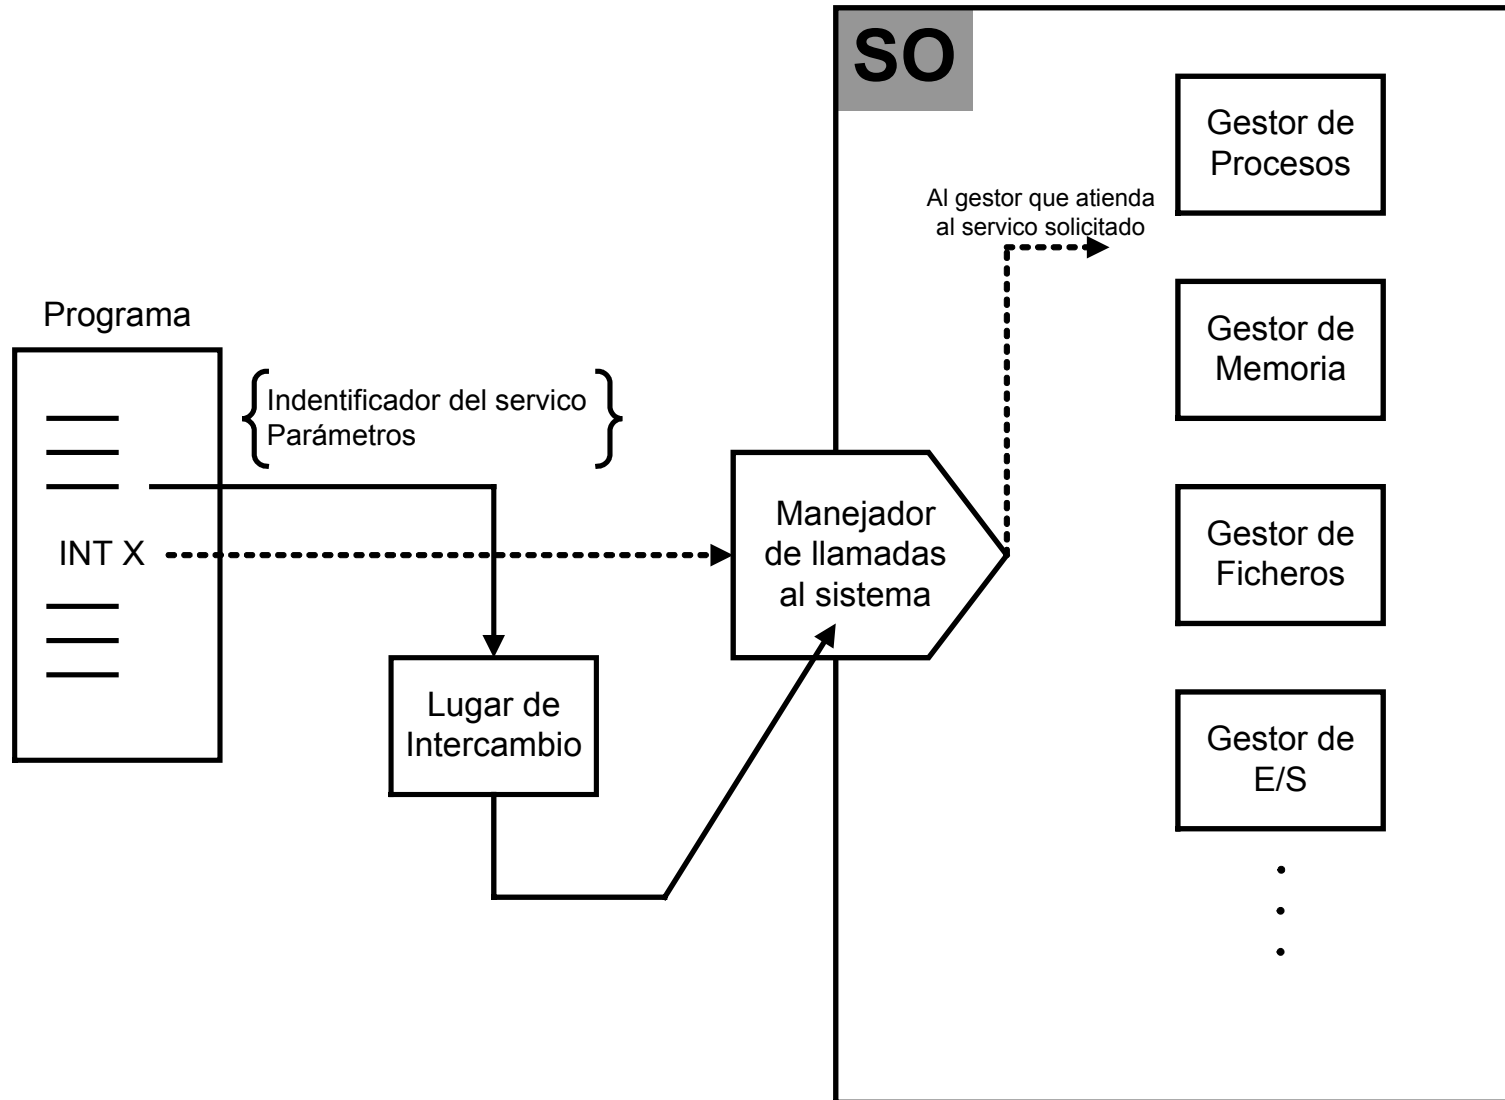 SO
Gestor de
Procesos
Al gestor que atienda
al servico solicitado
Gestor de
Memoria
Programa
Indentificador del servico
Parámetros
INT X
Manejador
de llamadas
al sistema
Gestor de
Ficheros
Lugar de
Intercambio
Gestor de
E/S